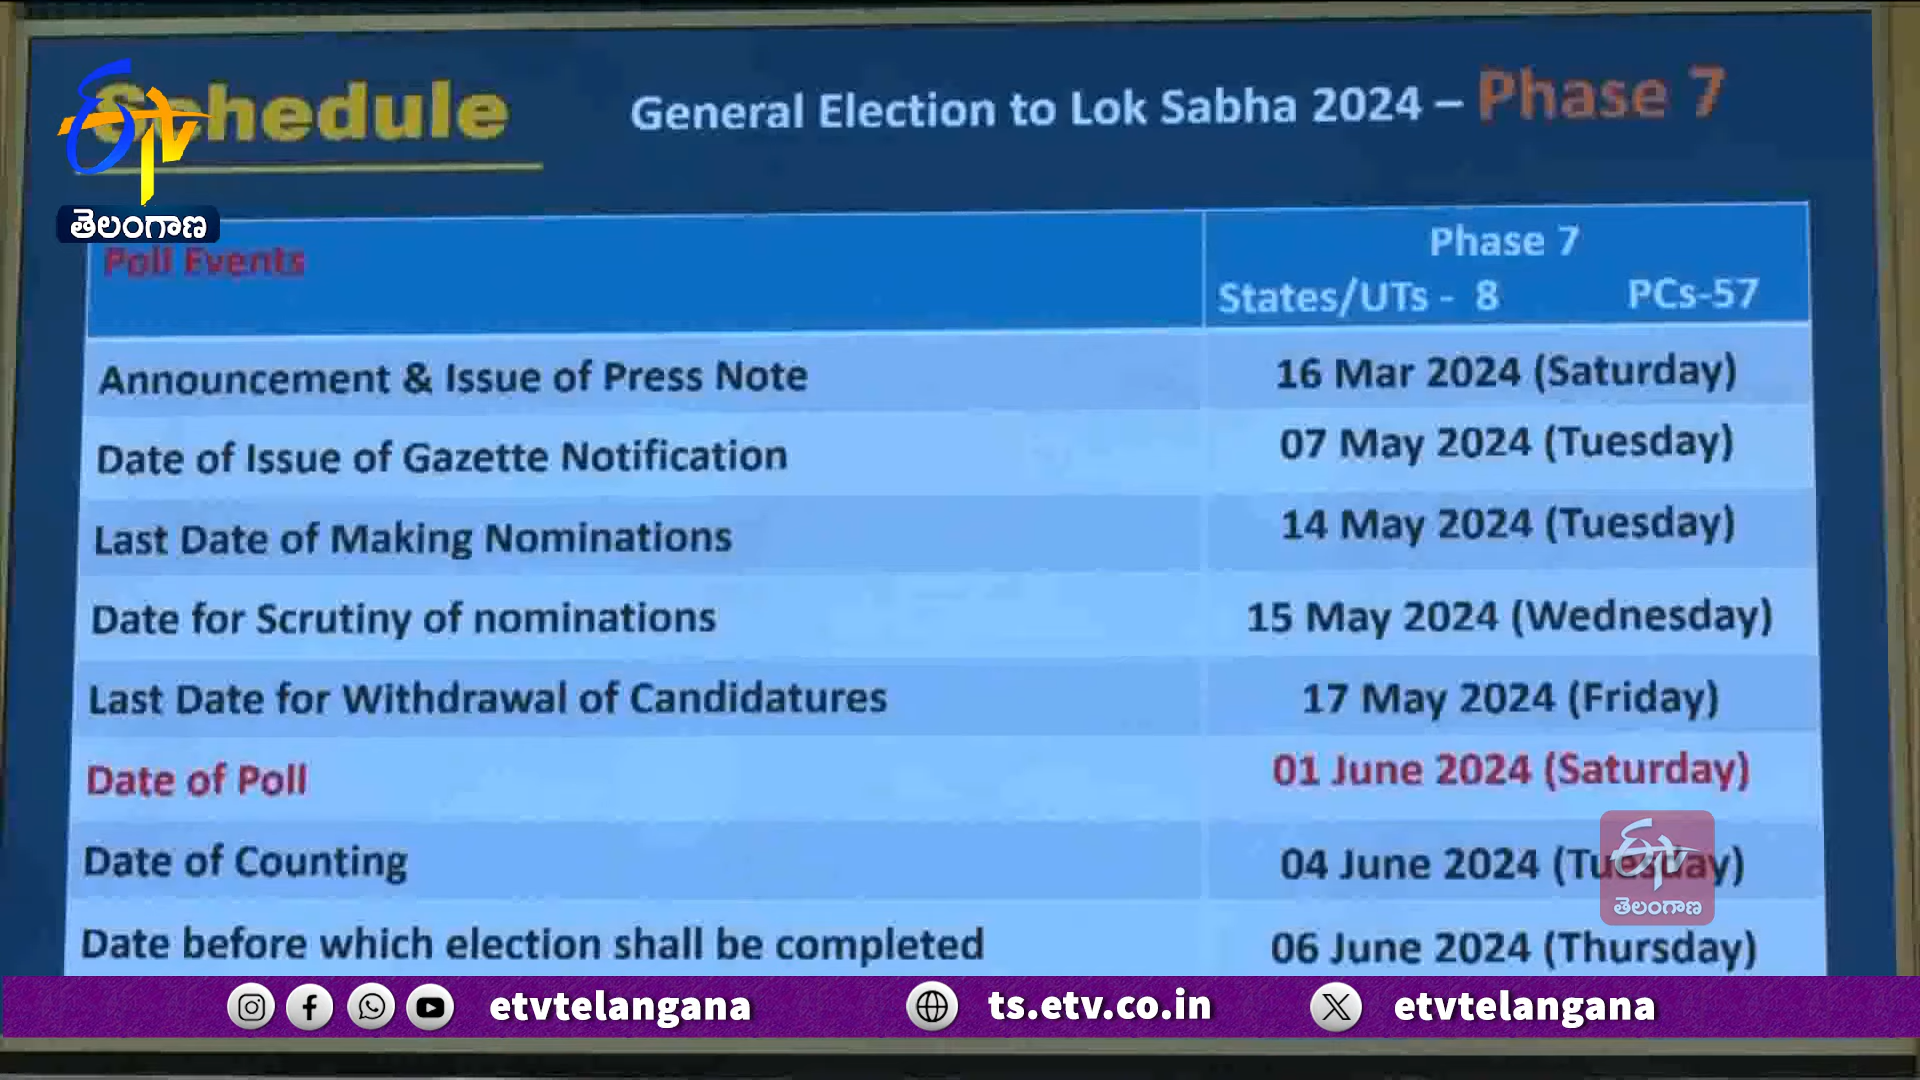 Schedule
General Election to Lok Sabha 2024 – Phase 7
ETV
తెలంగాణ
Poll Events
Phase 7
States/UTs - 8 PCs-57
Announcement & Issue of Press Note 16 Mar 2024 (Saturday)
Date of Issue of Gazette Notification 07 May 2024 (Tuesday)
Last Date of Making Nominations 14 May 2024 (Tuesday)
Date for Scrutiny of nominations 15 May 2024 (Wednesday)
Last Date for Withdrawal of Candidatures 17 May 2024 (Friday)
Date of Poll 01 June 2024 (Saturday)
Date of Counting 04 June 2024 (Tuesday)
ETV
తెలంగాణ
Date before which election shall be completed 06 June 2024 (Thursday)
etvtelangana ts.etv.co.in etvtelangana